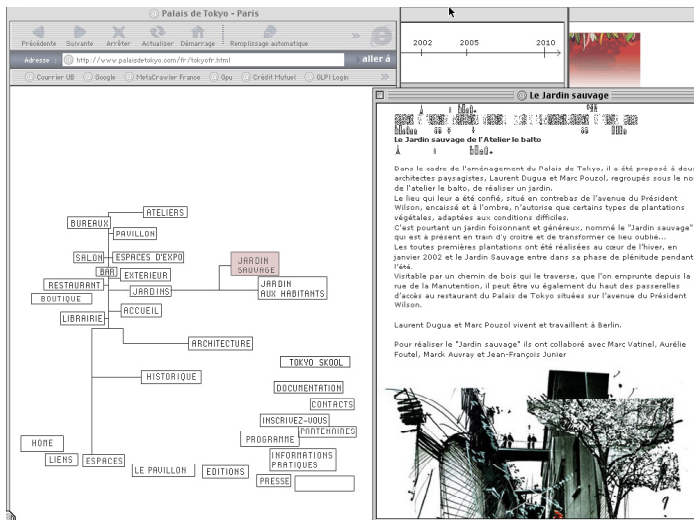 Palais de Tokyo - Paris
Précédente Suivante Arrêter Actualiser Démarrage Remplissage automatique
Adresse : http://www.palaisdetokyo.com/fr/tokyofr.html aller à
Courrier UB Google MetaCrawler France Gpu Crédit Mutuel GLPI Login
2002 2005 2010
ATELIERS
BUREAUX
PAVILLON
SALON ESPACES D'EXPO
BAR EXTERIEUR
RESTAURANT
JARDINS
BOUTIQUE
ACCUEIL
LIBRAIRIE
JARDIN
SAUVAGE
JARDIN
AUX HABITANTS
ARCHITECTURE
TOKYO SKOOL
HISTORIQUE
DOCUMENTATION
CONTACTS
INSCRIVEZ-VOUS
PARTENAIRES
PROGRAMME
HOME
INFORMATIONS
PRATIQUES
LIENS ESPACES
LE PAVILLON EDITIONS
PRESSE
Le Jardin sauvage
Le Jardin sauvage de l'Atelier le balto
Dans le cadre de l'aménagement du Palais de Tokyo, il a été proposé à deux
architectes paysagistes, Laurent Dugua et Marc Pouzol, regroupés sous le
de l'atelier le balto, de réaliser un jardin.
Le lieu qui leur a été confié, situé en contrebas de l'avenue du Président
Wilson, encaissé et à l'ombre, n'autorise que certains types de plantations
végétales, adaptées aux conditions difficiles.
C'est pourtant un jardin foisonnant et généreux, nommé le "Jardin sauvage"
qui est à présent en train d'y croitre et de transformer ce lieu oublié...
Les toutes premières plantations ont été réalisées au cœur de l'hiver, en
janvier 2002 et le Jardin Sauvage entre dans sa phase de plénitude pendant
l'été.
Visitable par un chemin de bois qui le traverse, que l'on emprunte depuis la
rue de la Manutention, il peut être vu également du haut des passerelles
d'accès au restaurant du Palais de Tokyo situées sur l'avenue du Président
Wilson.
Laurent Dugua et Marc Pouzol vivent et travaillent à Berlin.
Pour réaliser le "Jardin sauvage" ils ont collaboré avec Marc Vatinel, Aurélie
Foutel, Marck Auvray et Jean-François Junier